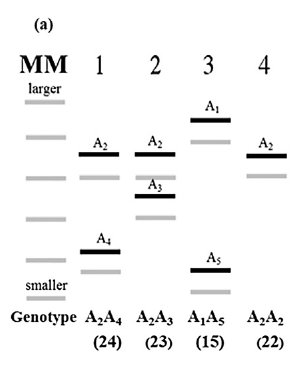 (a)
MM 1 2 3 4
larger
A₁
A₂ A₂ A₂
A₃
A₄
A₅
smaller
Genotype A₂A₄ A₂A₃ A₁A₅ A₂A₂
(24) (23) (15) (22)